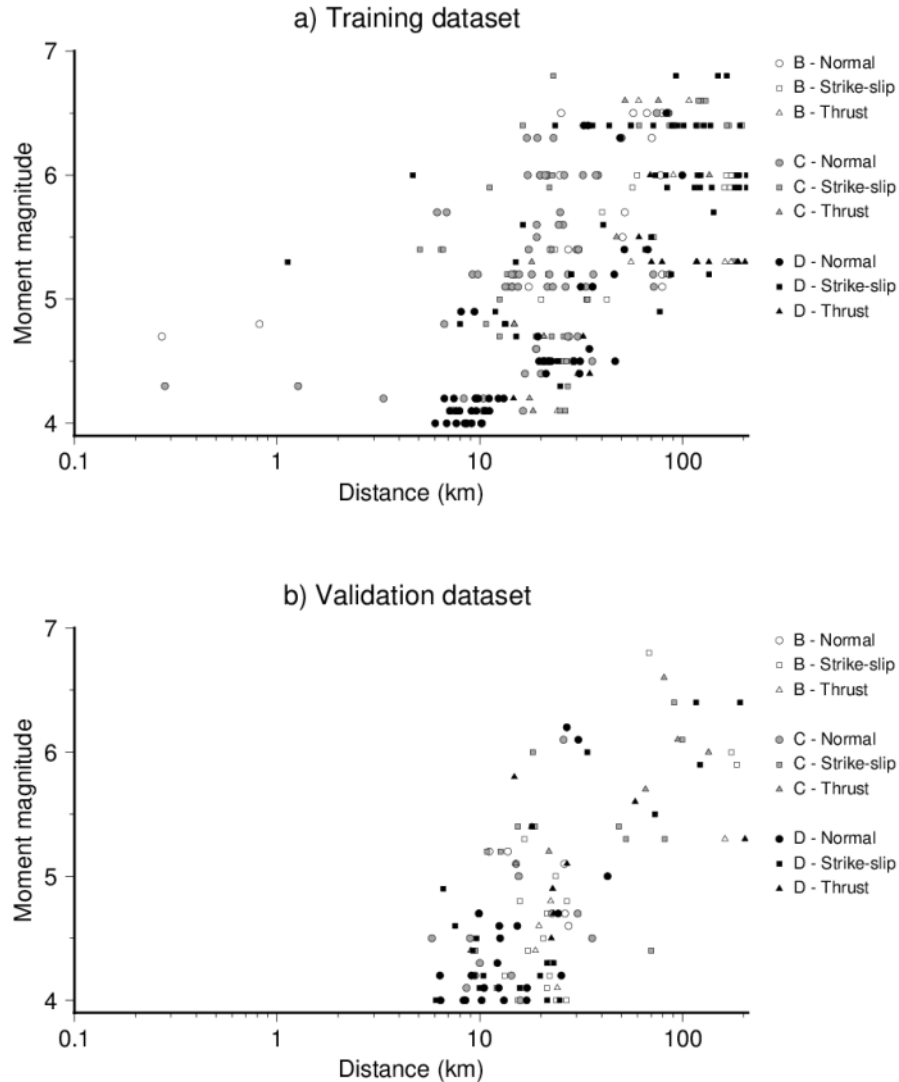 a) Training dataset
7
6
5
4
Moment magnitude
0.1
1
10
100
Distance (km)
B - Normal
B - Strike-slip
B - Thrust
C - Normal
C - Strike-slip
C - Thrust
D - Normal
D - Strike-slip
D - Thrust
b) Validation dataset
7
6
5
4
Moment magnitude
0.1
1
10
100
Distance (km)
B - Normal
B - Strike-slip
B - Thrust
C - Normal
C - Strike-slip
C - Thrust
D - Normal
D - Strike-slip
D - Thrust